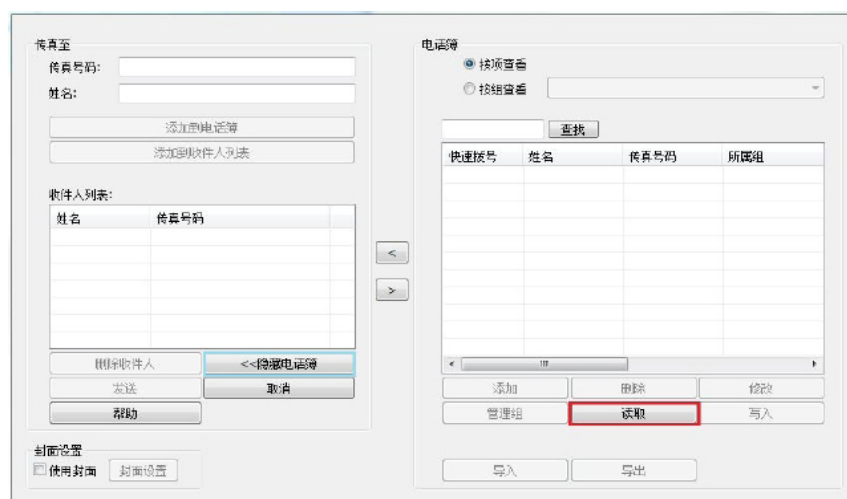 传真至
传真号码:
姓名:
添加到电话簿
添加到收件人列表
收件人列表:
姓名 传真号码
删除收件人 <<隐藏电话簿
发送 取消
帮助
封面设置
使用封面 封面设置
<
>
电话簿
按项查看
按组查看
查找
快速拨号 姓名 传真号码 所属组
添加 删除 修改
管理组 读取 写入
导入 导出